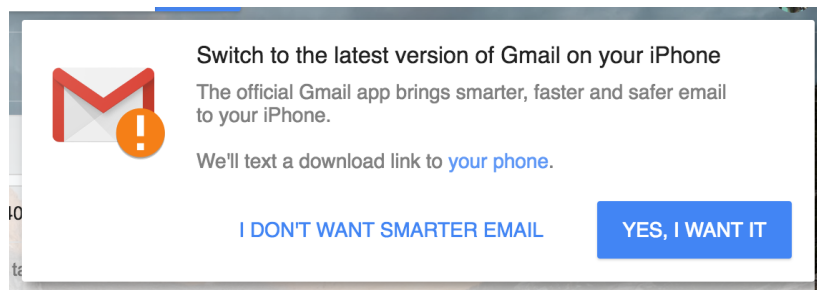 Switch to the latest version of Gmail on your iPhone
The official Gmail app brings smarter, faster and safer email
to your iPhone.
We'll text a download link to your phone.
I DON'T WANT SMARTER EMAIL
YES, I WANT IT